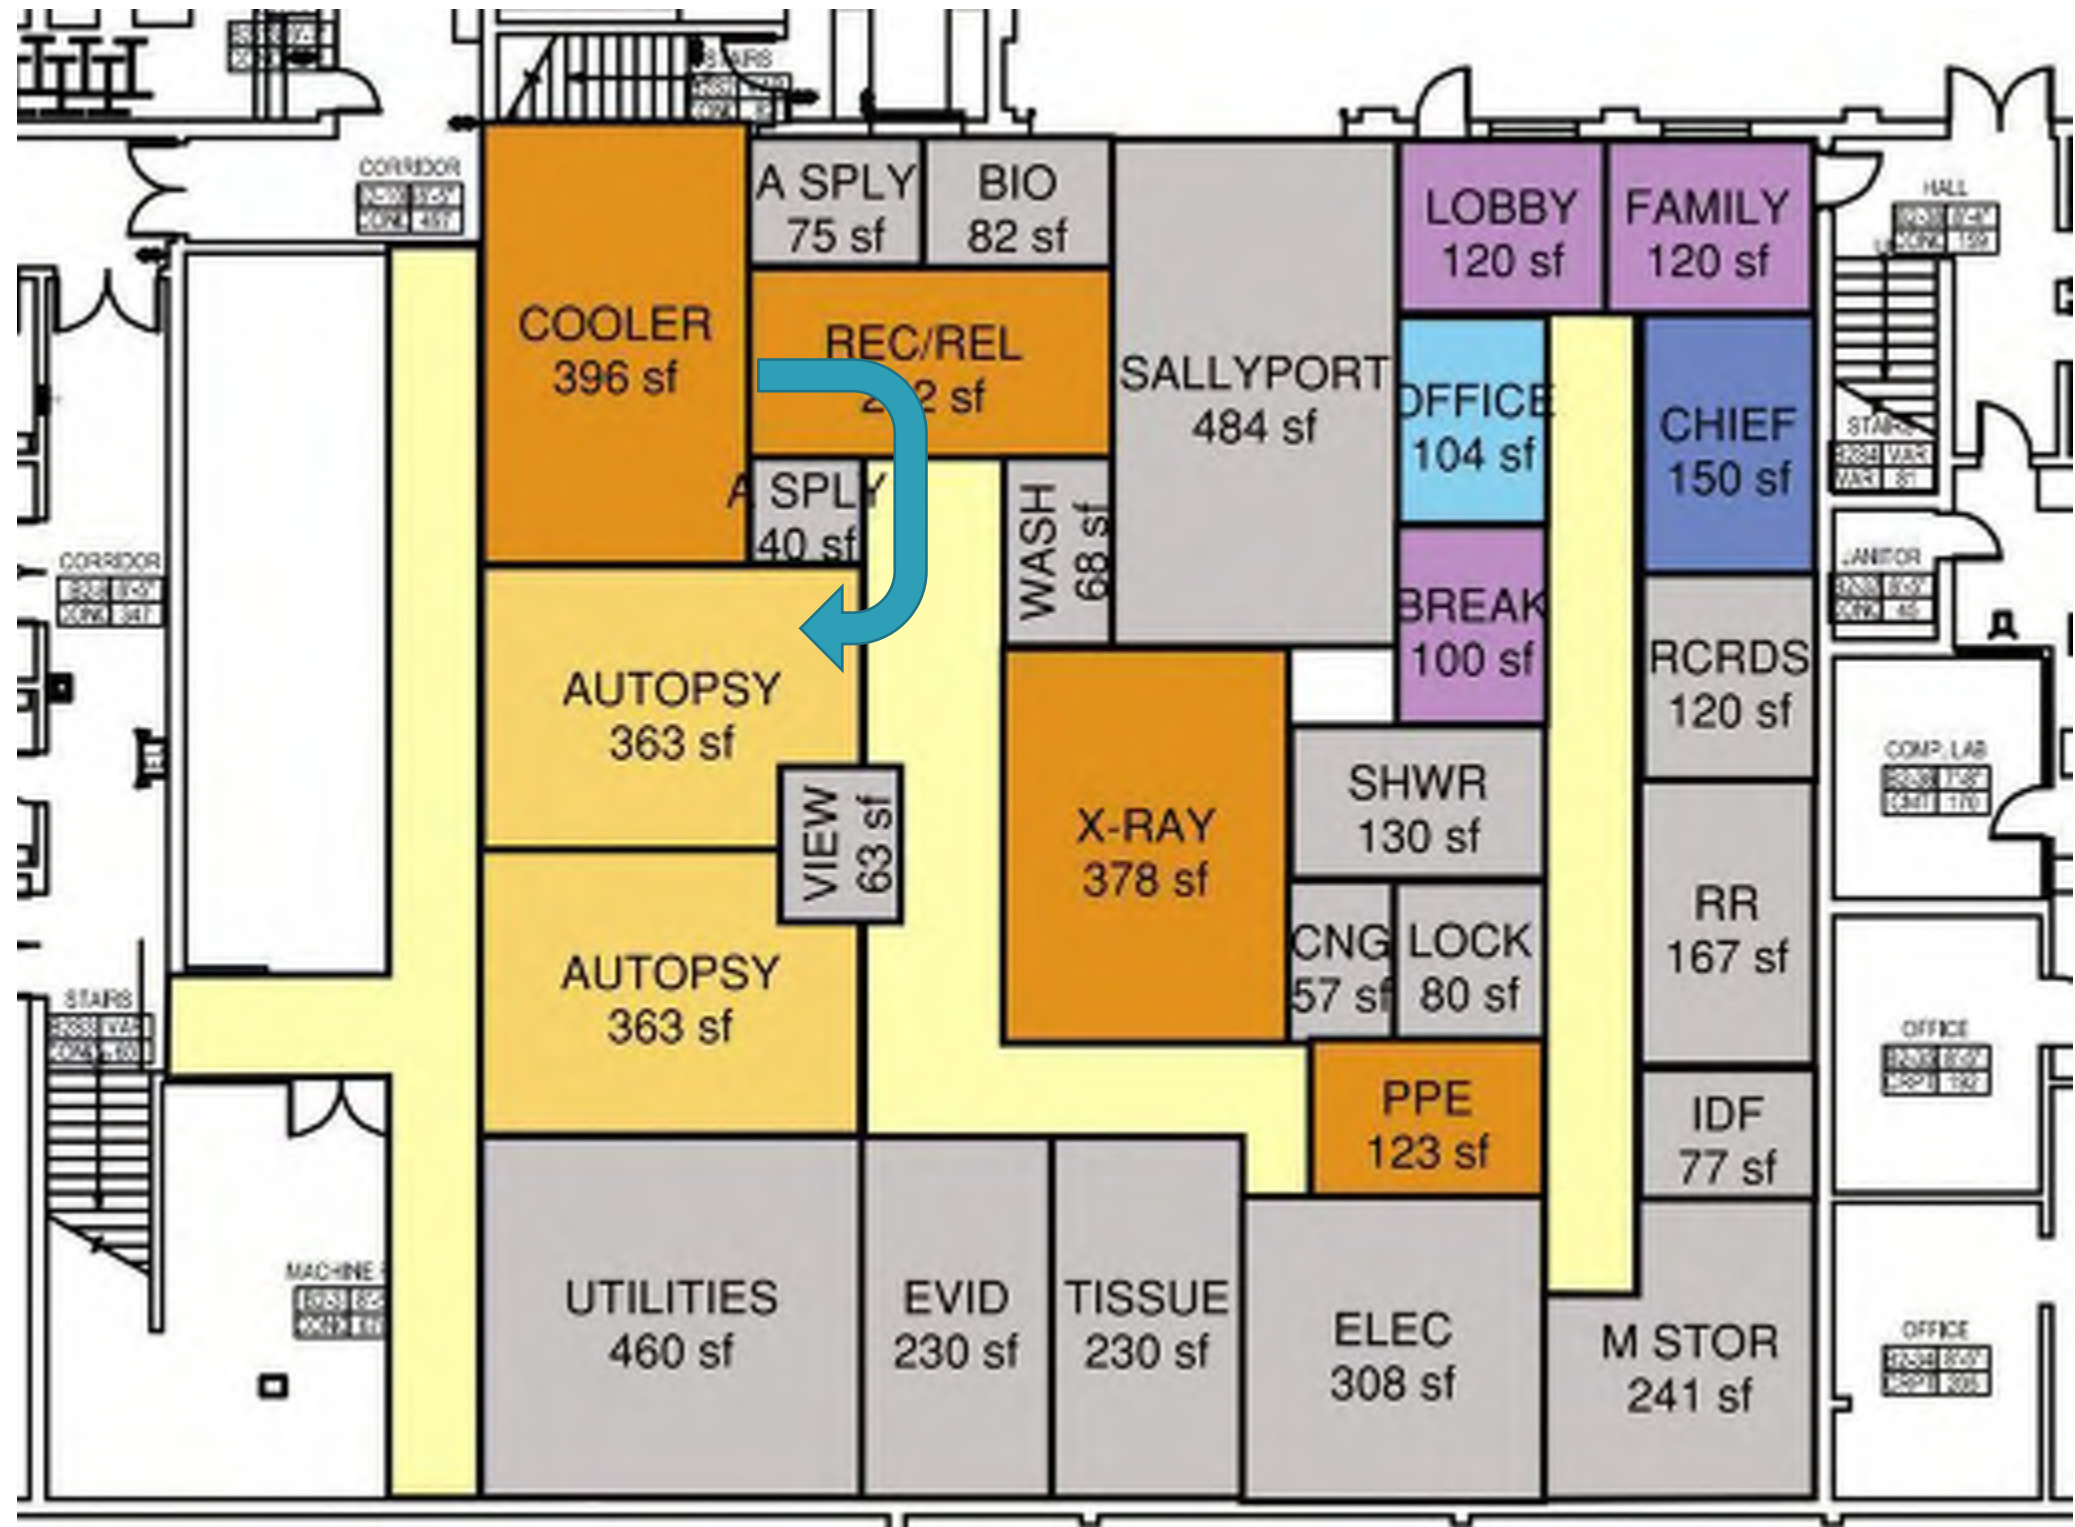 STAIRS
CORRIDOR
A SPLY
75 sf
BIO
82 sf
LOBBY
120 sf
FAMILY
120 sf
HALL
COOLER
396 sf
REC/REL
SALLYPORT
484 sf
OFFICE
104 sf
CHIEF
150 sf
STAIRS
A SPLY
40 sf
WASH
68 sf
CORRIDOR
JANITOR
AUTOPSY
363 sf
BREAK
100 sf
RCRDS
120 sf
VIEW
63 sf
X-RAY
378 sf
SHWR
130 sf
COMP. LAB
AUTOPSY
363 sf
CNG
57 sf
LOCK
80 sf
RR
167 sf
STAIRS
OFFICE
PPE
123 sf
IDF
77 sf
MACHINE
UTILITIES
460 sf
EVID
230 sf
TISSUE
230 sf
ELEC
308 sf
M STOR
241 sf
OFFICE